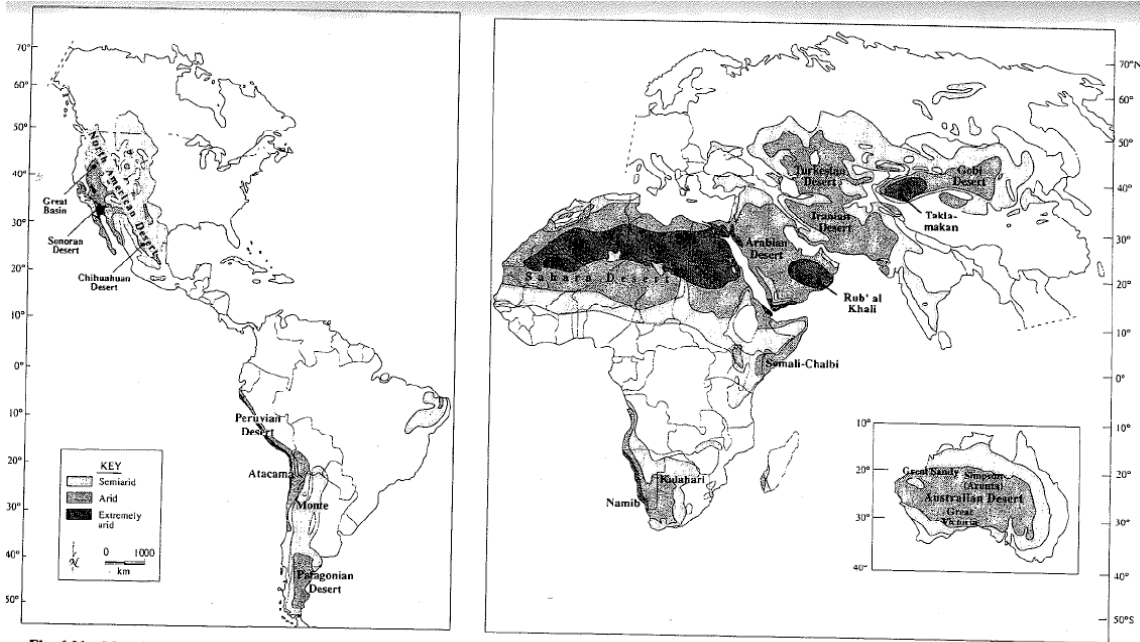 70°
60°
50°
40°
30°
20°
10°
0°
10°
20°
30°
40°
50°
North American Desert
Great
Basin
Sonoran
Desert
Chihuahuan
Desert
Peruvian
Desert
Atacama
Monte
Patagonian
Desert
KEY
Semiarid
Arid
Extremely
arid
N
0 1000
km
Turkestan
Desert
Gobi
Desert
Takla-
makan
Iranian
Desert
Arabian
Desert
Sahara Desert
Rub' al
Khali
Somali-Chalbi
Namib
Kalahari
70°N
60°
50°
40°
30°
20°
10°
0°
10°
20°
30°
40°
50°S
10°
20°
30°
40°
Great Sandy
Simpson
(Arunta)
Australian Desert
Great
Victoria